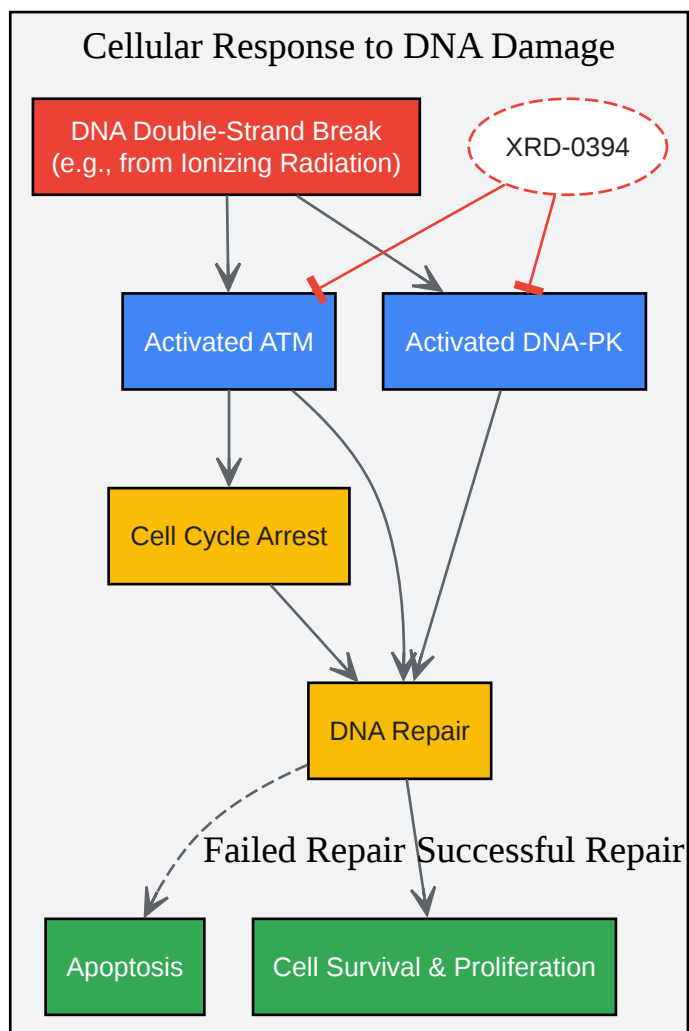 Cellular Response to DNA Damage
DNA Double-Strand Break
(e.g., from Ionizing Radiation)
XRD-0394
Activated ATM
Activated DNA-PK
Cell Cycle Arrest
DNA Repair
Failed Repair
Successful Repair
Apoptosis
Cell Survival & Proliferation